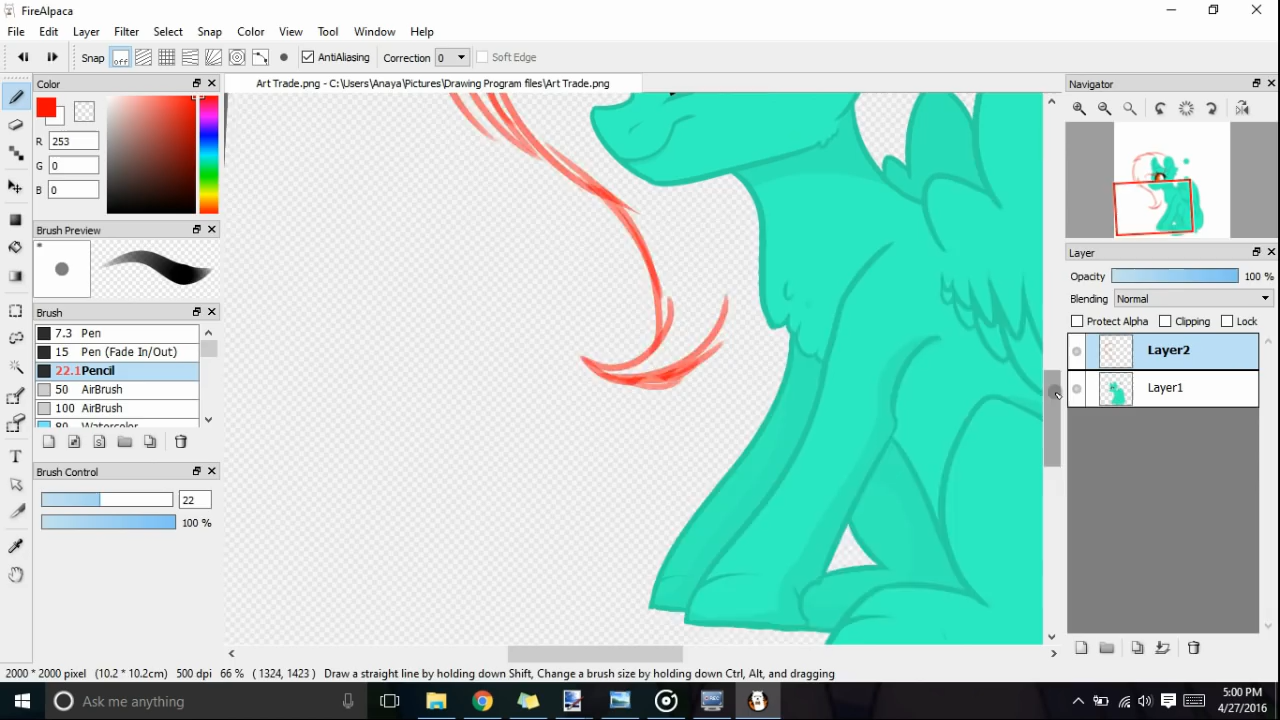 FireAlpaca
File Edit Layer Filter Select Snap Color View Tool Window Help
Snap off AntiAliasing Correction 0 Soft Edge
Color
Art Trade.png - C:\Users\Anaya\Pictures\Drawing Program files\Art Trade.png
Navigator
R 253
G 0
B 0
Brush Preview
*
Brush
7.3 Pen
15 Pen (Fade In/Out)
22.1 Pencil
50 AirBrush
100 AirBrush
80 Watercolor
Brush Control
22
100 %
Layer
Opacity 100 %
Blending Normal
Protect Alpha Clipping Lock
Layer2
Layer1
2000 * 2000 pixel (10.2 * 10.2cm) 500 dpi 66 % ( 1324, 1423 ) Draw a straight line by holding down Shift, Change a brush size by holding down Ctrl, Alt, and dragging
Ask me anything
5:00 PM
4/27/2016